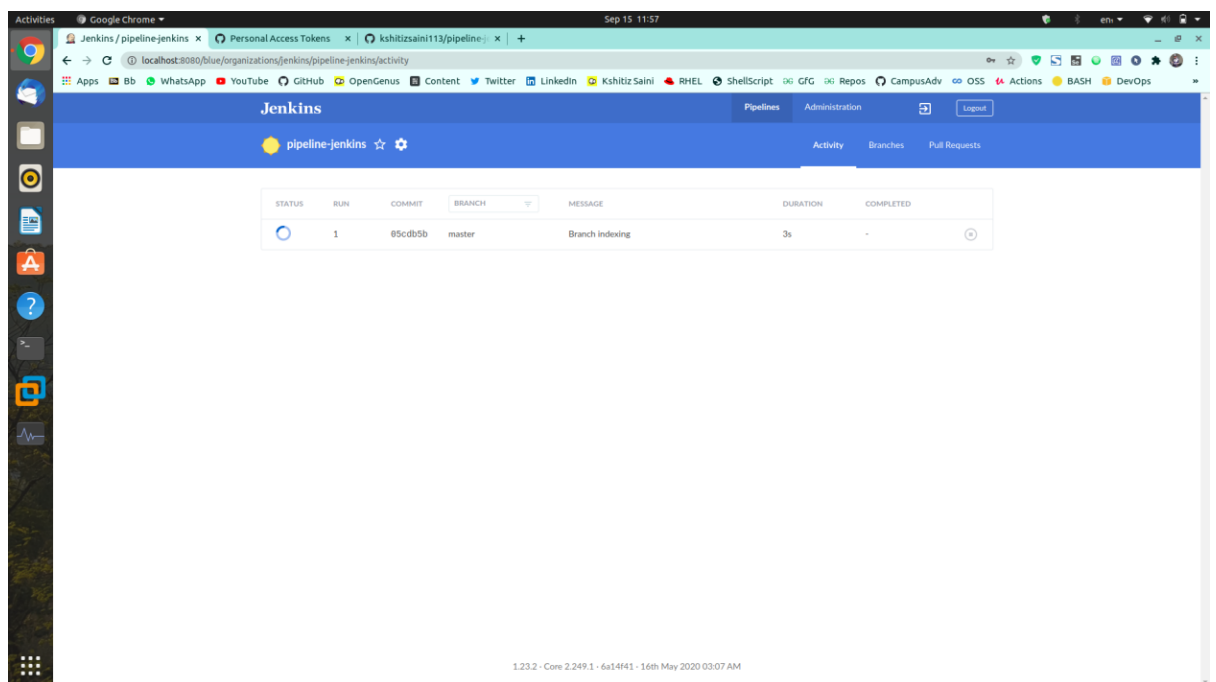 Activities Google Chrome Sep 15 11:57 en
Jenkins / pipeline-jenkins Personal Access Tokens kshitizsaini113/pipeline-j
localhost:8080/blue/organizations/jenkins/pipeline-jenkins/activity
Apps Bb WhatsApp YouTube GitHub OpenGenus Content Twitter LinkedIn Kshitiz Saini RHEL ShellScript GfG Repos CampusAdv OSS Actions BASH DevOps »
Jenkins Pipelines Administration Logout
pipeline-jenkins Activity Branches Pull Requests
STATUS RUN COMMIT BRANCH MESSAGE DURATION COMPLETED
1 05cdb5b master Branch indexing 3s -
1.23.2 - Core 2.249.1 - 6a14f41 - 16th May 2020 03:07 AM